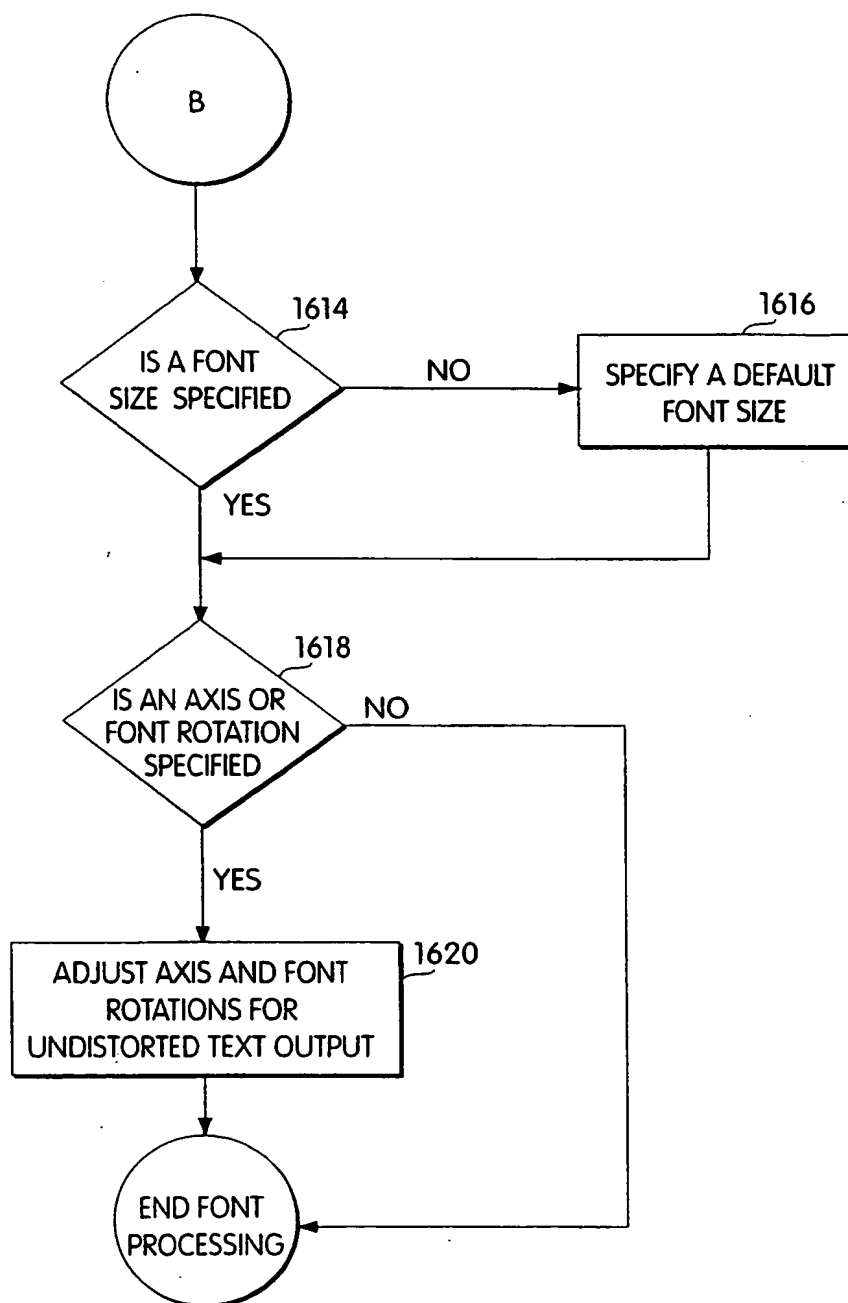 B
1614
IS A FONT
SIZE SPECIFIED
NO
1616
SPECIFY A DEFAULT
FONT SIZE
YES
1618
IS AN AXIS OR
FONT ROTATION
SPECIFIED
NO
YES
1620
ADJUST AXIS AND FONT
ROTATIONS FOR
UNDISTORTED TEXT OUTPUT
END FONT
PROCESSING